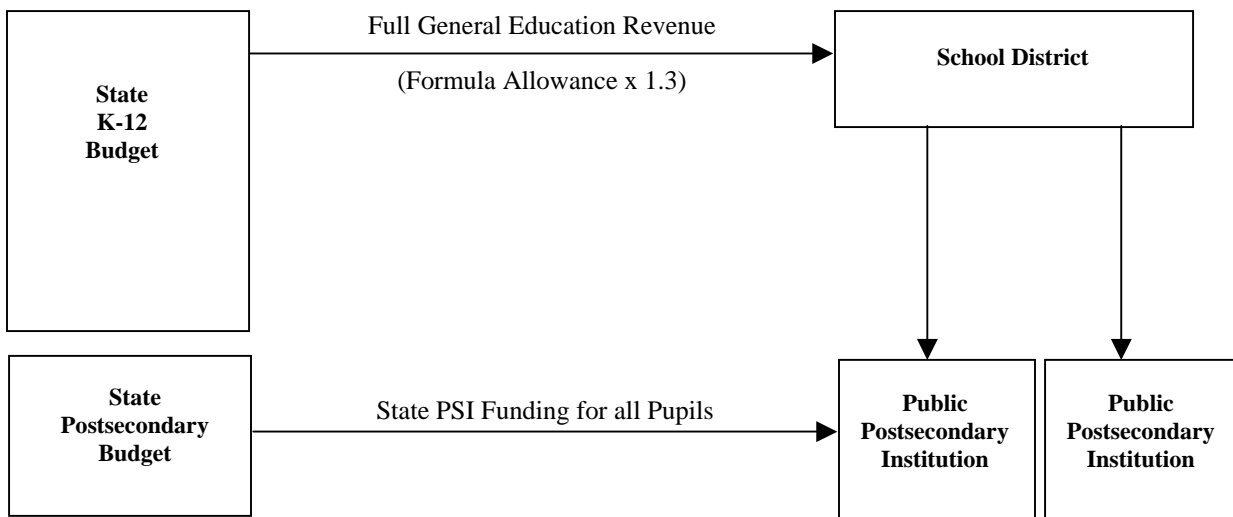 Full General Education Revenue
(Formula Allowance x 1.3)
State
K-12
Budget
School District
State
Postsecondary
Budget
State PSI Funding for all Pupils
Public
Postsecondary
Institution
Public
Postsecondary
Institution